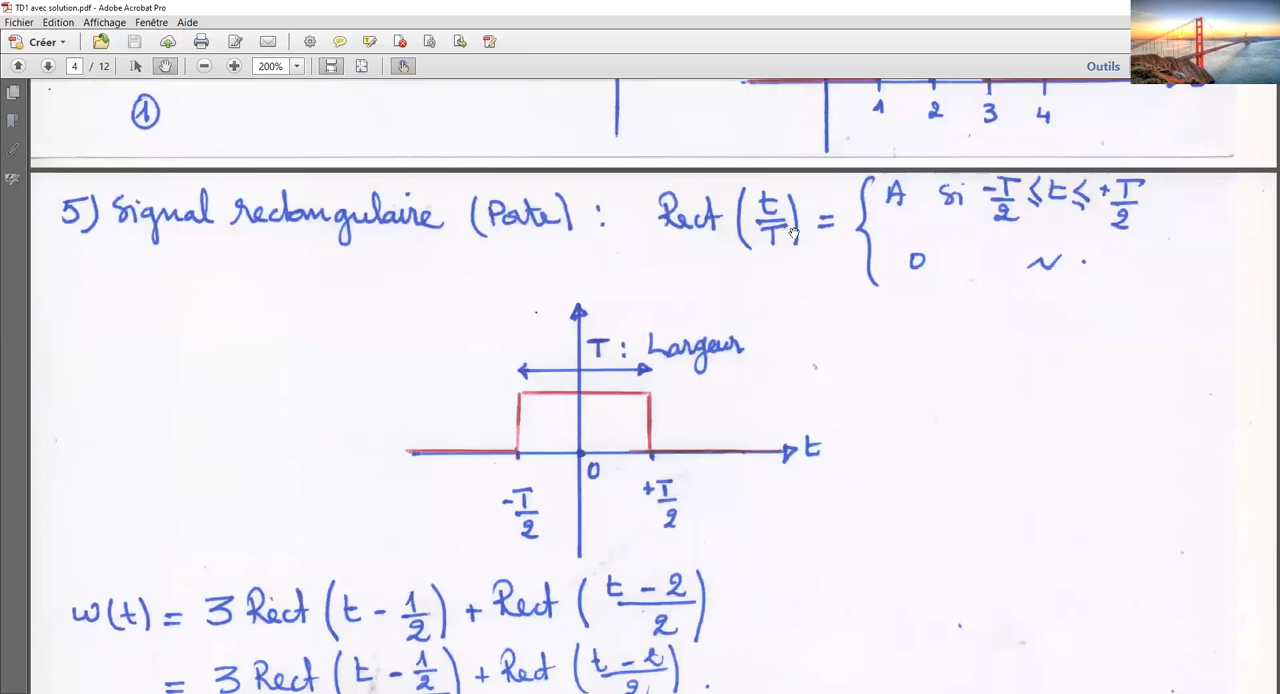 TD1 avec solution.pdf - Adobe Acrobat Pro
Fichier Edition Affichage Fenêtre Aide
Créer
4 / 12 200% Outils
1 1 2 3 4
5) Signal rectangulaire (Porte) : Rect (t/T) = { A si -T/2 ≤ t ≤ +T/2
0 ~ .
T : Largeur
t
0
-T/2 +T/2
w(t) = 3 Rect (t - 1/2) + Rect ((t - 2)/2)
= 3 Rect (t - 1/2) + Rect ((t - t)/2) .